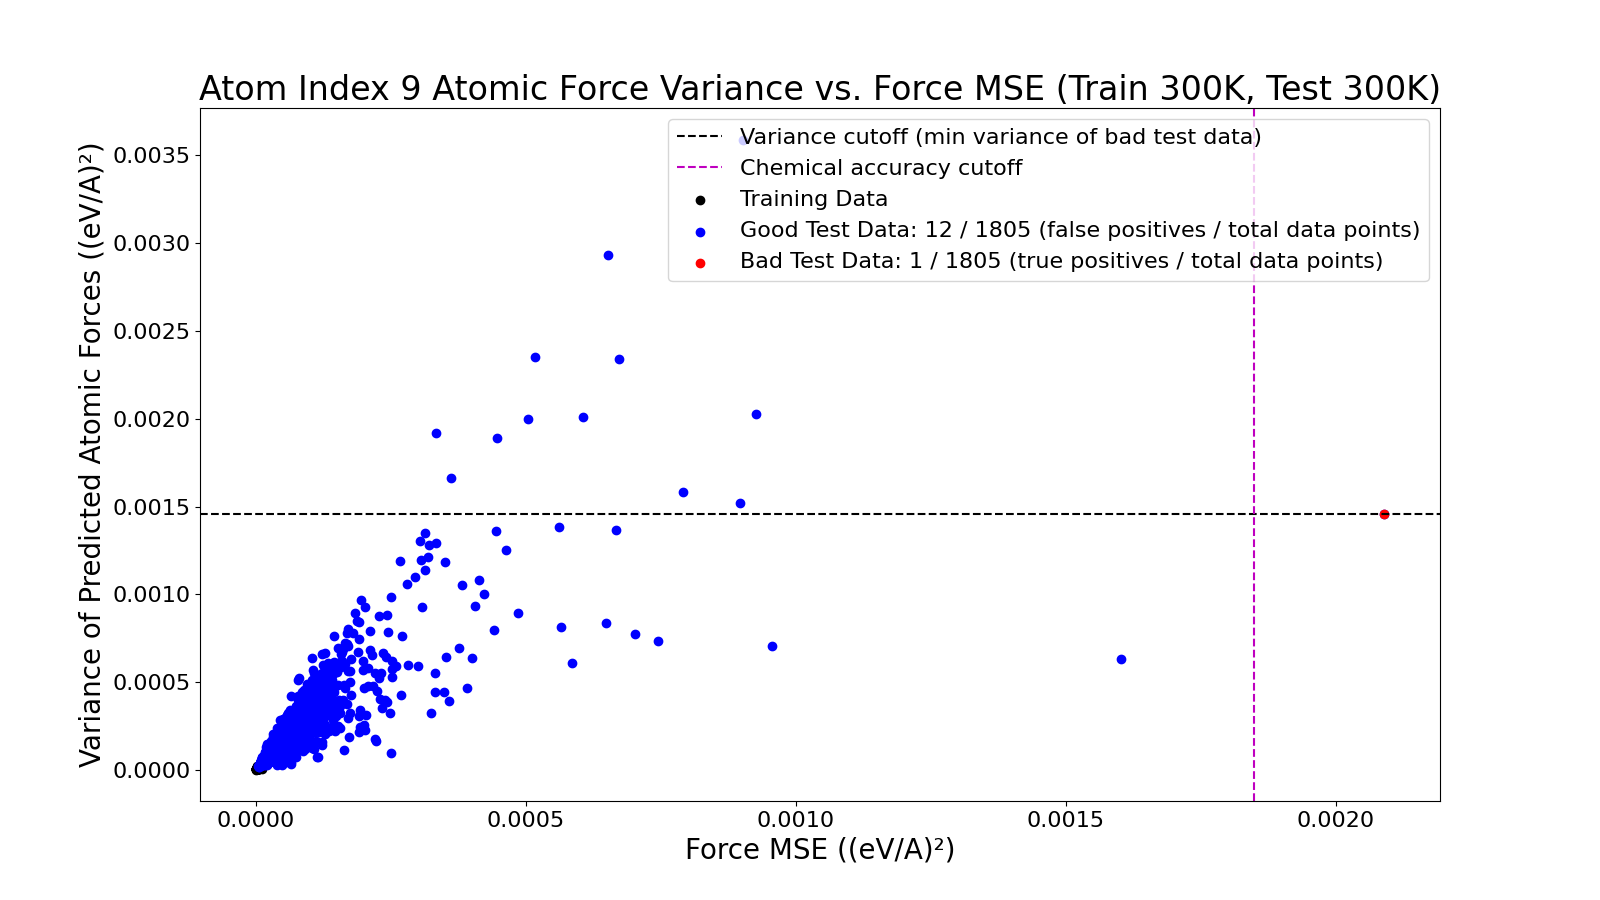 Atom Index 9 Atomic Force Variance vs. Force MSE (Train 300K, Test 300K)
Variance cutoff (min variance of bad test data)
Chemical accuracy cutoff
Training Data
Good Test Data: 12 / 1805 (false positives / total data points)
Bad Test Data: 1 / 1805 (true positives / total data points)
Variance of Predicted Atomic Forces ((eV/A)²)
0.0035
0.0030
0.0025
0.0020
0.0015
0.0010
0.0005
0.0000
0.0000 0.0005 0.0010 0.0015 0.0020
Force MSE ((eV/A)²)